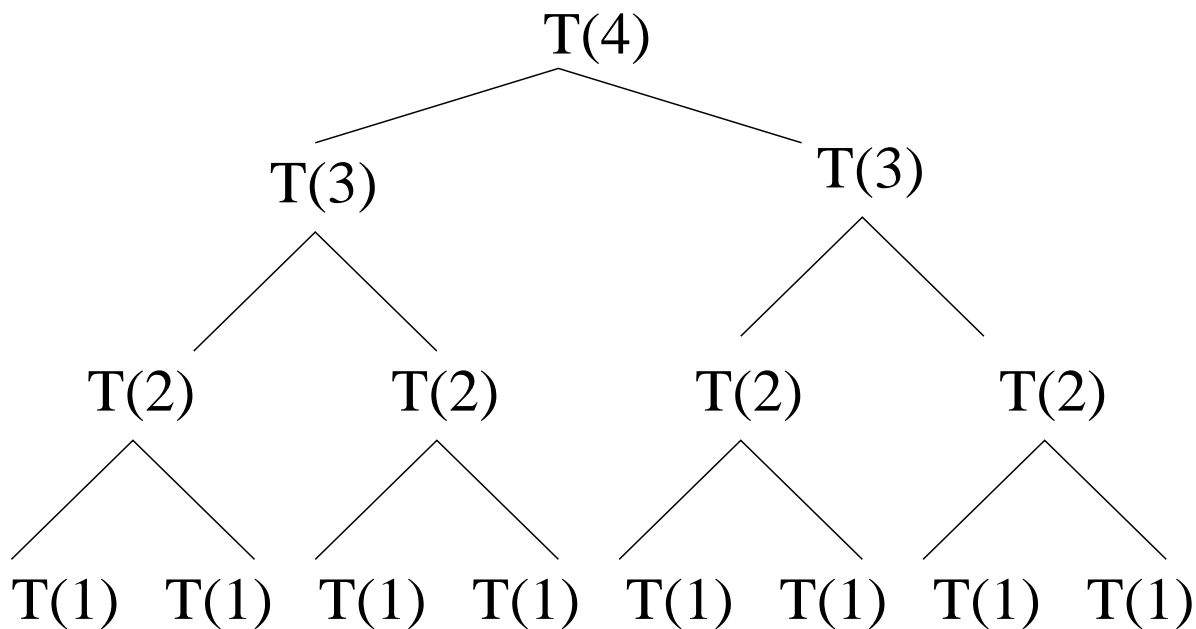 T(4)
T(3) T(3)
T(2) T(2) T(2) T(2)
T(1) T(1) T(1) T(1) T(1) T(1) T(1) T(1)